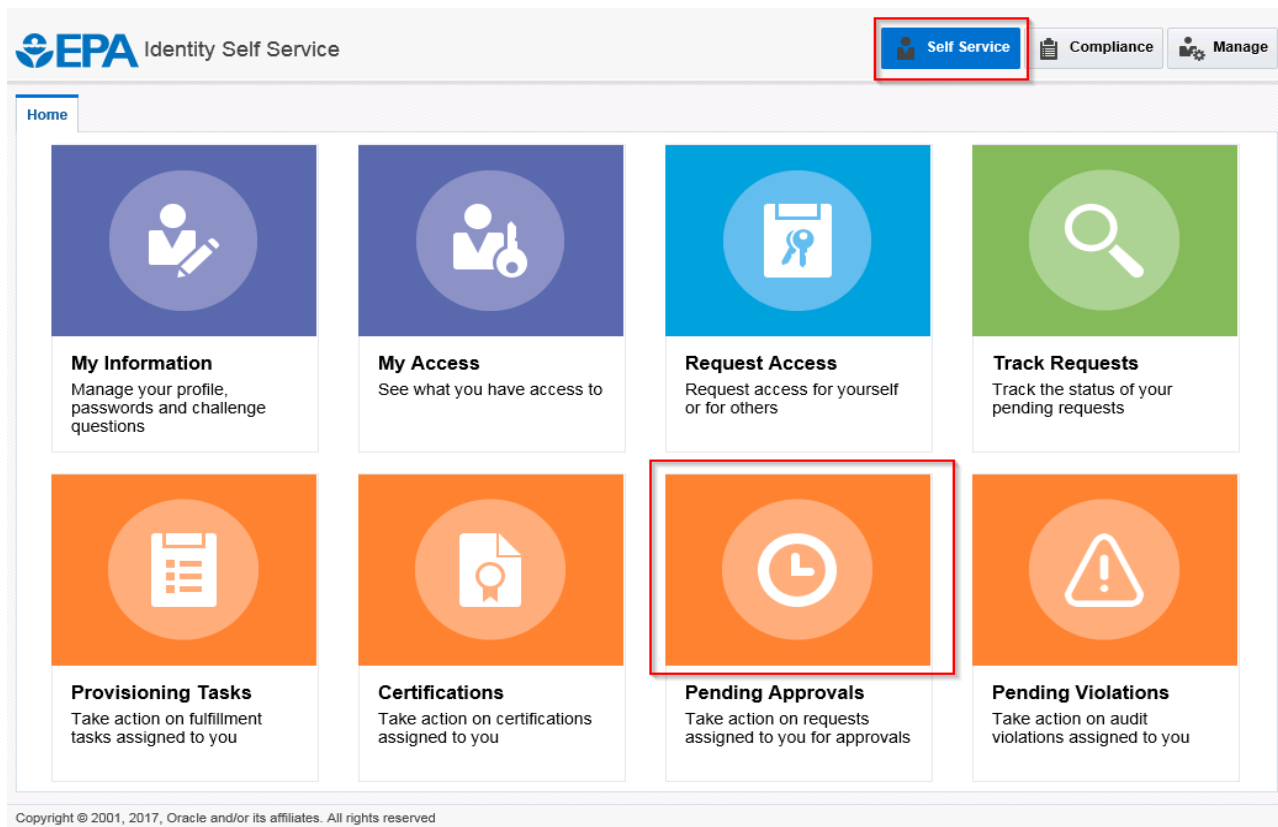 EPA Identity Self Service
Self Service
Compliance
Manage
Home
My Information
Manage your profile,
passwords and challenge
questions
My Access
See what you have access to
Request Access
Request access for yourself
or for others
Track Requests
Track the status of your
pending requests
Provisioning Tasks
Take action on fulfillment
tasks assigned to you
Certifications
Take action on certifications
assigned to you
Pending Approvals
Take action on requests
assigned to you for approvals
Pending Violations
Take action on audit
violations assigned to you
Copyright © 2001, 2017, Oracle and/or its affiliates. All rights reserved